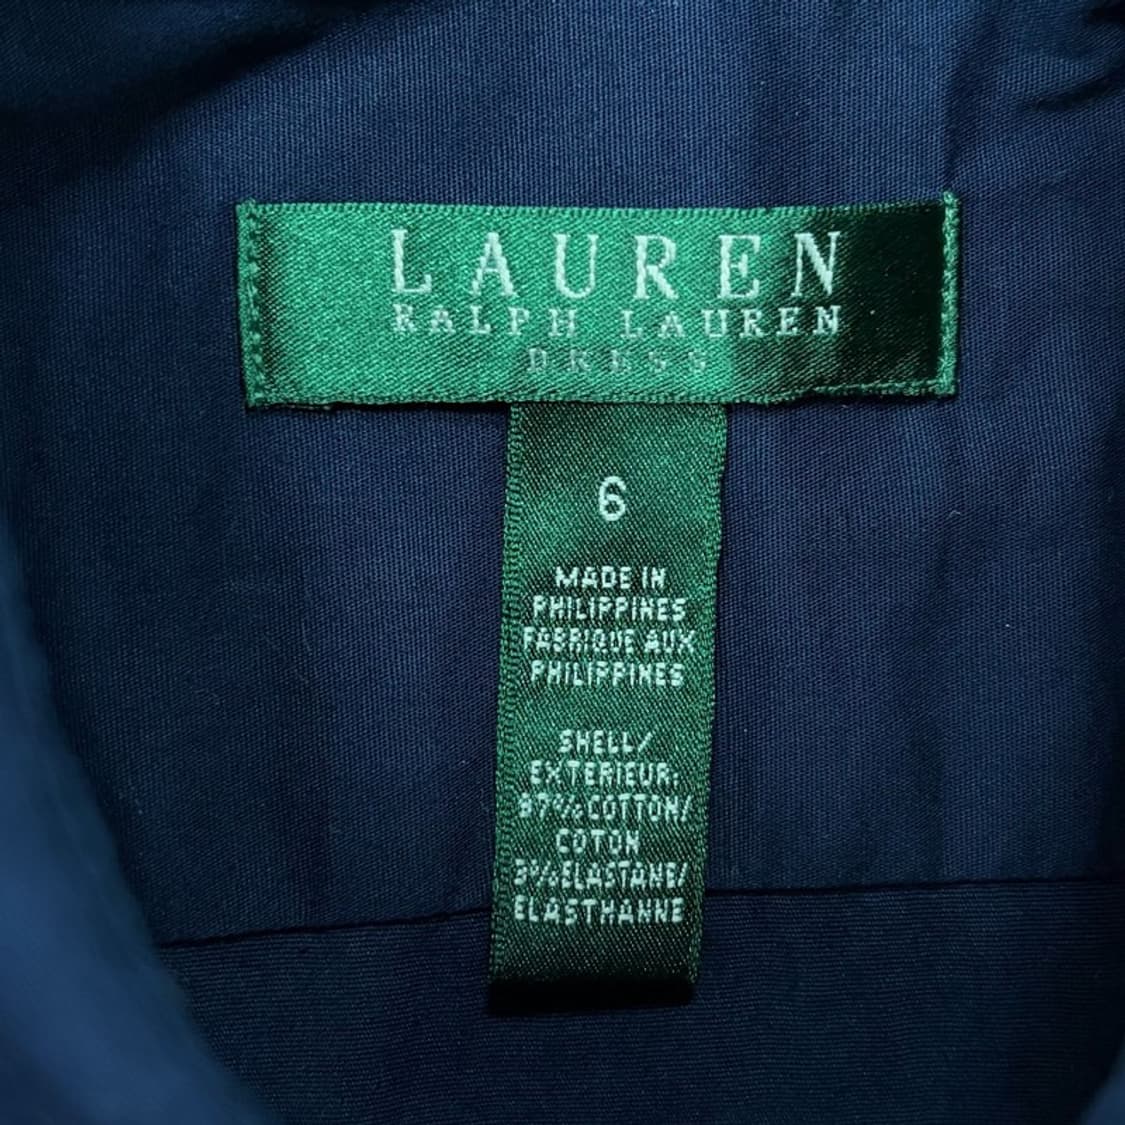 LAUREN
RALPH LAUREN
DRESS
6
MADE IN
PHILIPPINES
FABRIQUE AUX
PHILIPPINES
SHELL/
EXTERIEUR:
97% COTTON/
COTON
3% ELASTANE/
ELASTHANNE